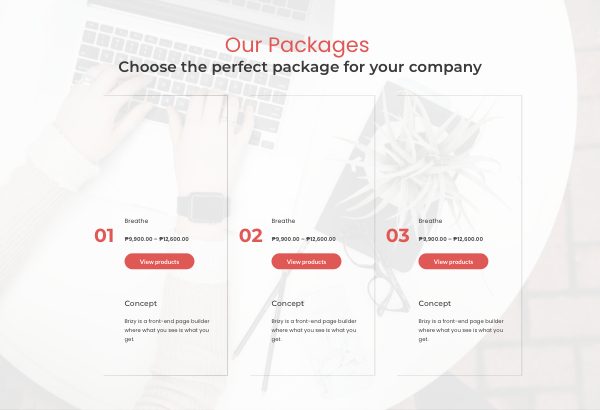 Our Packages
Choose the perfect package for your company
01
Breathe
₱9,900.00 – ₱12,600.00
View products
Concept
Brizy is a front-end page builder
where what you see is what you
get.
02
Breathe
₱9,900.00 – ₱12,600.00
View products
Concept
Brizy is a front-end page builder
where what you see is what you
get.
03
Breathe
₱9,900.00 – ₱12,600.00
View products
Concept
Brizy is a front-end page builder
where what you see is what you
get.